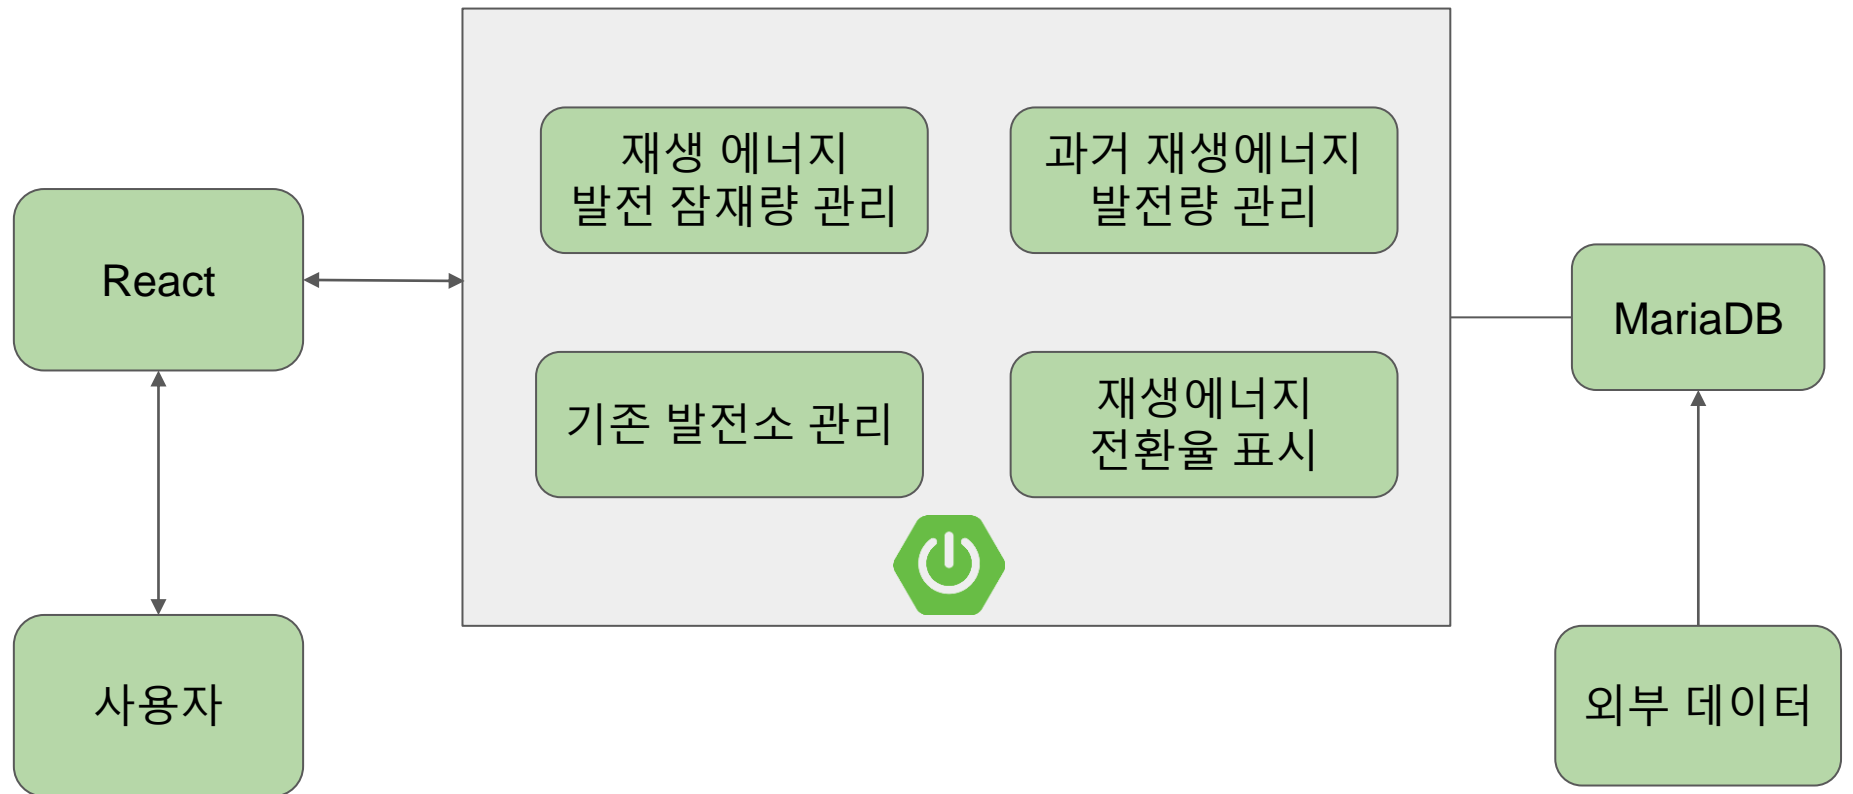 재생 에너지
발전 잠재량 관리
과거 재생에너지
발전량 관리
React
MariaDB
기존 발전소 관리
재생에너지
전환율 표시
사용자
외부 데이터